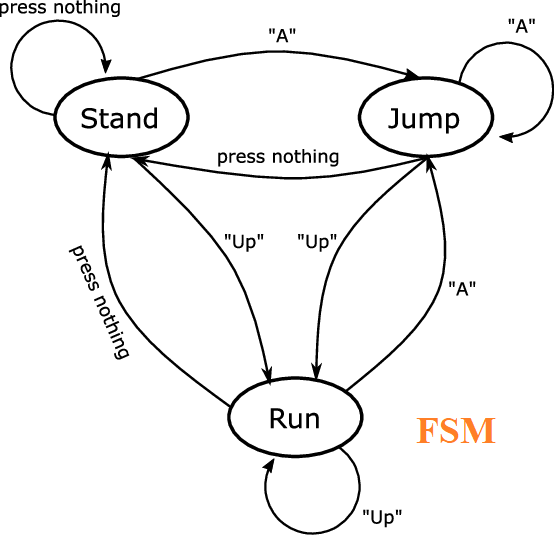 press nothing
"A"
"A"
Stand
Jump
press nothing
"Up"
"Up"
press nothing
"A"
Run
FSM
"Up"